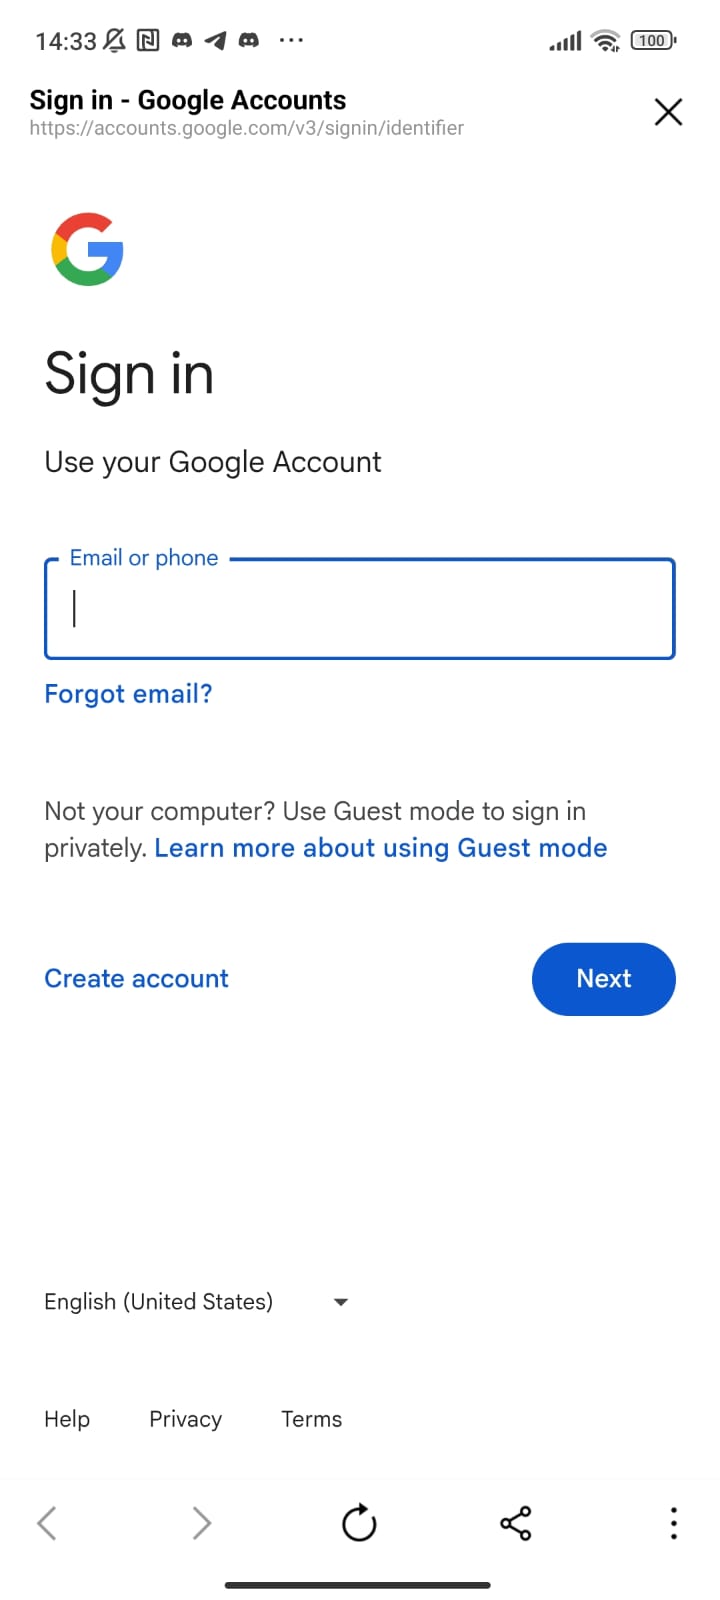 14:33 ... 100
Sign in - Google Accounts
https://accounts.google.com/v3/signin/identifier
Sign in
Use your Google Account
Email or phone
Forgot email?
Not your computer? Use Guest mode to sign in
privately. Learn more about using Guest mode
Create account Next
English (United States)
Help Privacy Terms